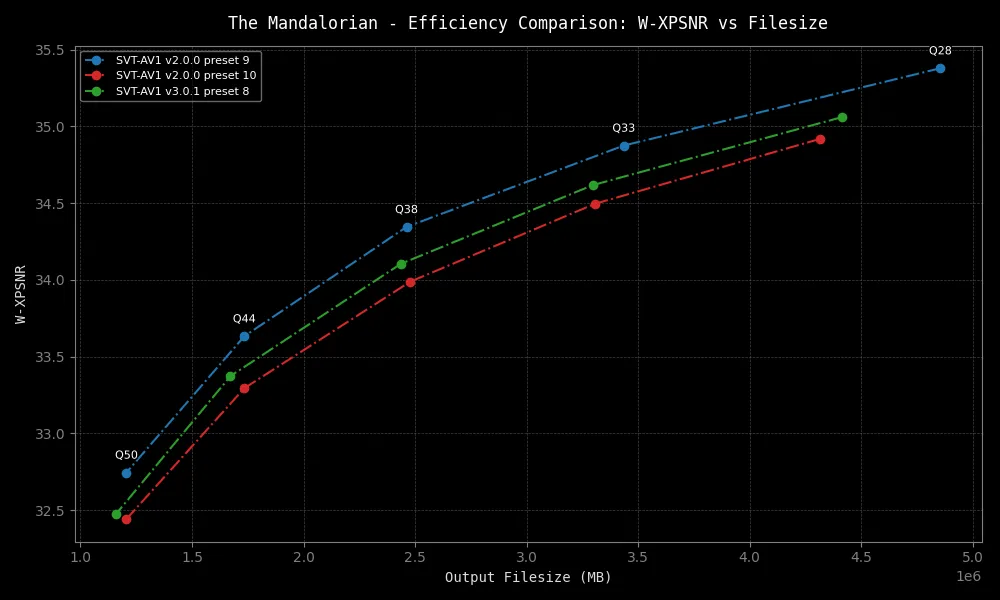 The Mandalorian - Efficiency Comparison: W-XPSNR vs Filesize
SVT-AV1 v2.0.0 preset 9
SVT-AV1 v2.0.0 preset 10
SVT-AV1 v3.0.1 preset 8
Q28
Q33
Q38
Q44
Q50
W-XPSNR
35.5
35.0
34.5
34.0
33.5
33.0
32.5
1.0 1.5 2.0 2.5 3.0 3.5 4.0 4.5 5.0
1e6
Output Filesize (MB)